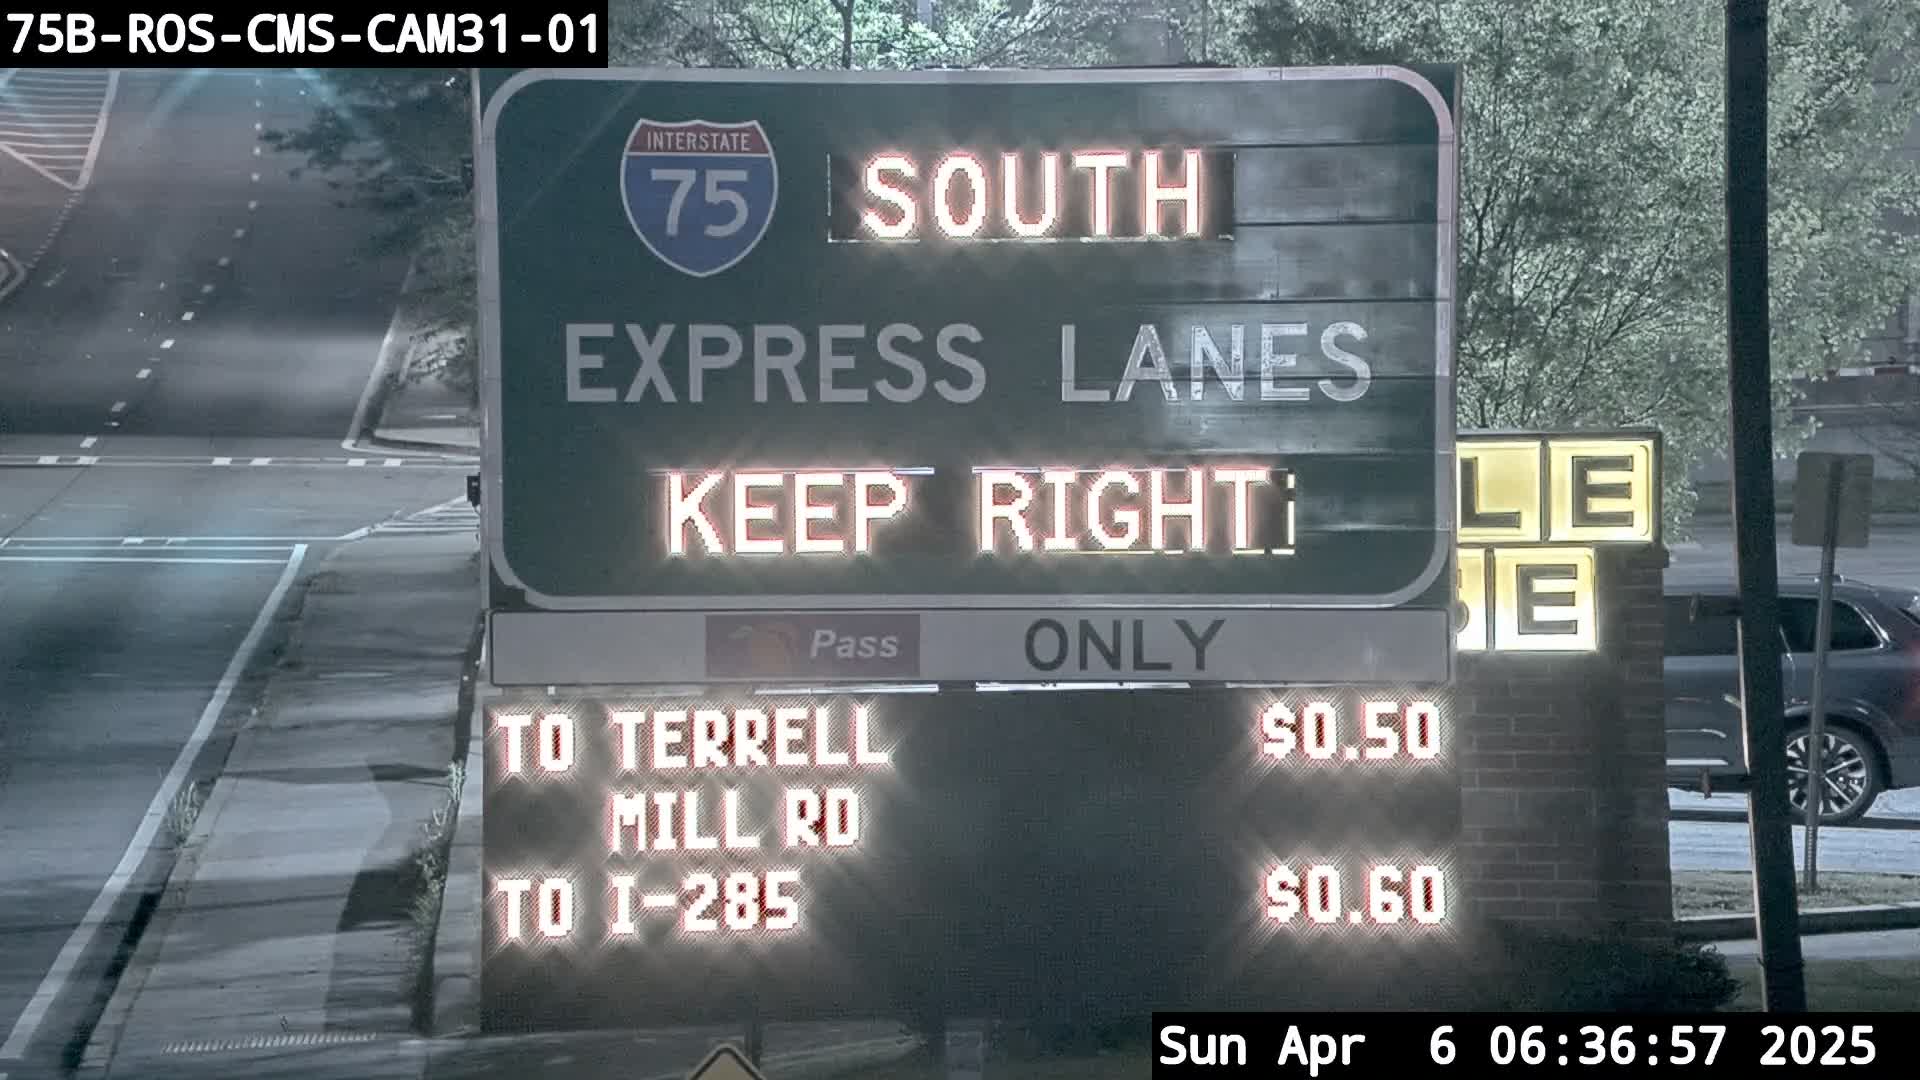 75B-ROS-CMS-CAM31-01
INTERSTATE
75
SOUTH
EXPRESS LANES
KEEP RIGHT
Pass ONLY
TO TERRELL $0.50
MILL RD
TO I-285 $0.60
LE
E
Sun Apr 6 06:36:57 2025